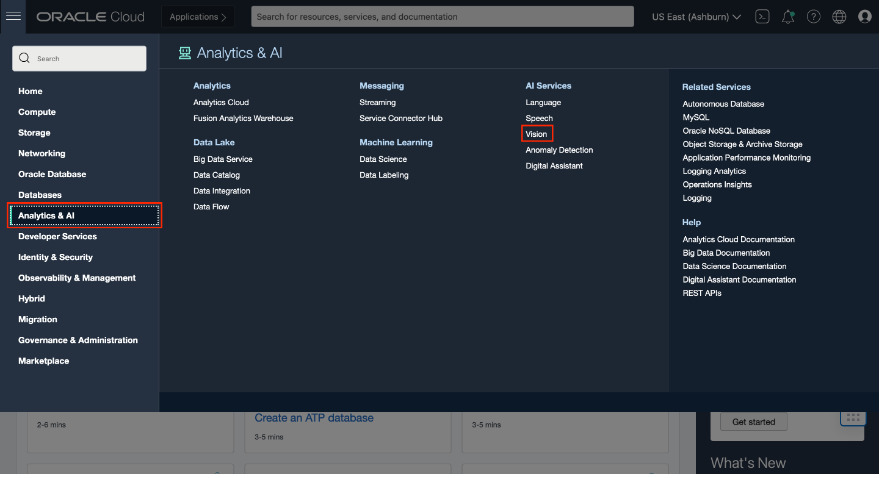 ORACLE Cloud
Applications
Search for resources, services, and documentation
US East (Ashburn)
Search
Home
Compute
Storage
Networking
Oracle Database
Databases
Analytics & AI
Developer Services
Identity & Security
Observability & Management
Hybrid
Migration
Governance & Administration
Marketplace
Analytics & AI
Analytics
Analytics Cloud
Fusion Analytics Warehouse
Data Lake
Big Data Service
Data Catalog
Data Integration
Data Flow
Messaging
Streaming
Service Connector Hub
Machine Learning
Data Science
Data Labeling
AI Services
Language
Speech
Vision
Anomaly Detection
Digital Assistant
Related Services
Autonomous Database
MySQL
Oracle NoSQL Database
Object Storage & Archive Storage
Application Performance Monitoring
Logging Analytics
Operations Insights
Logging
Help
Analytics Cloud Documentation
Big Data Documentation
Data Science Documentation
Digital Assistant Documentation
REST APIs
2-6 mins
Create an ATP database
3-5 mins
3-5 mins
Get started
What's New